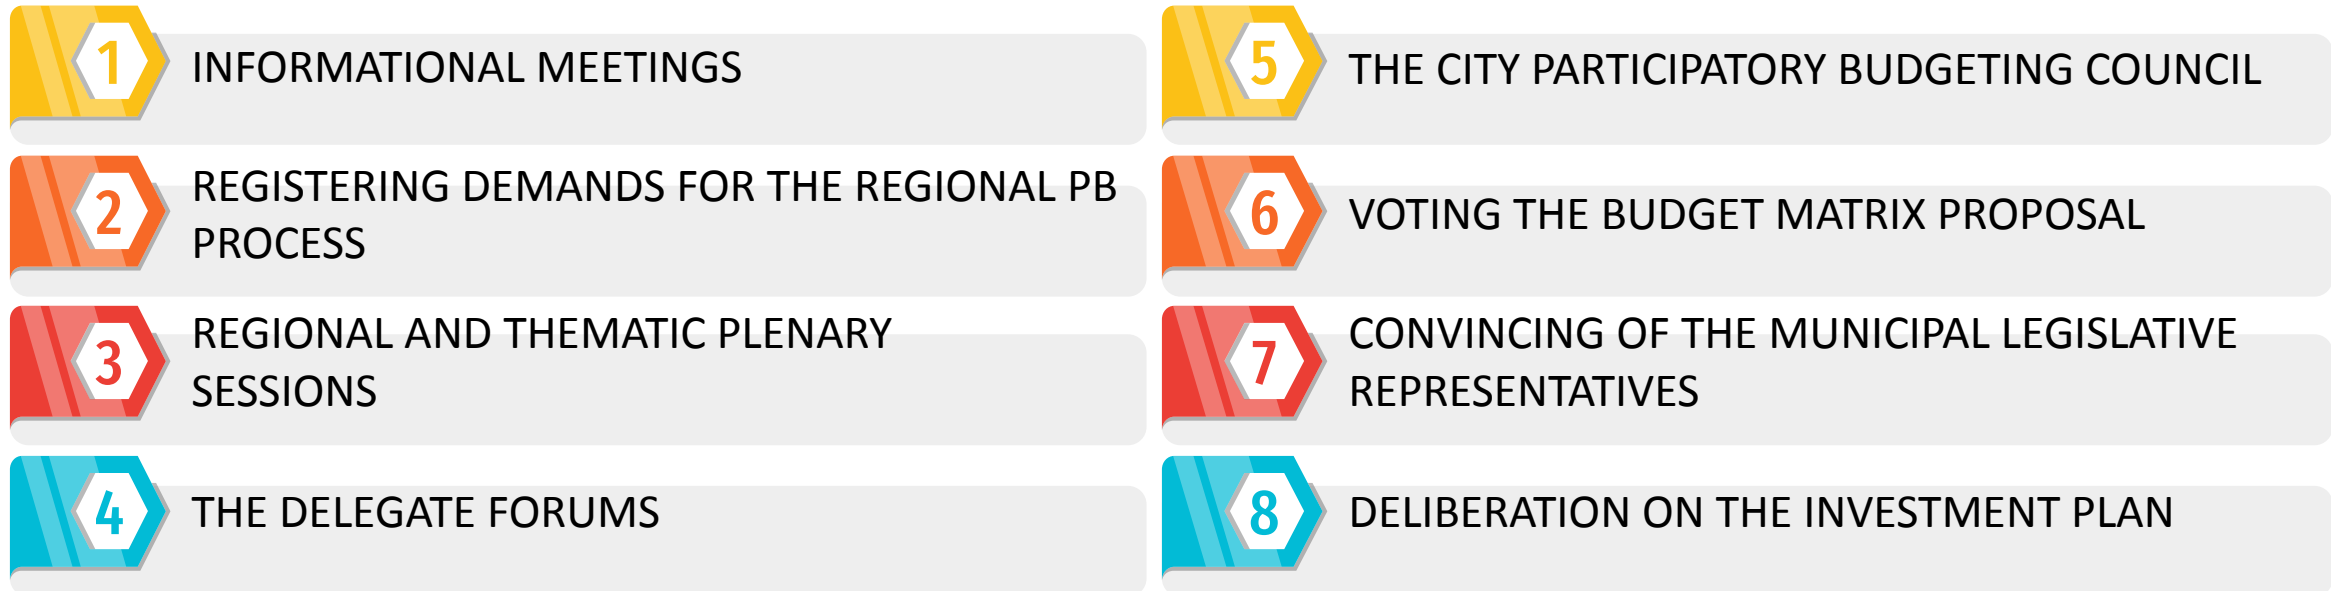 1
INFORMATIONAL MEETINGS
2
REGISTERING DEMANDS FOR THE REGIONAL PB
PROCESS
3
REGIONAL AND THEMATIC PLENARY
SESSIONS
4
THE DELEGATE FORUMS
5
THE CITY PARTICIPATORY BUDGETING COUNCIL
6
VOTING THE BUDGET MATRIX PROPOSAL
7
CONVINCING OF THE MUNICIPAL LEGISLATIVE
REPRESENTATIVES
8
DELIBERATION ON THE INVESTMENT PLAN